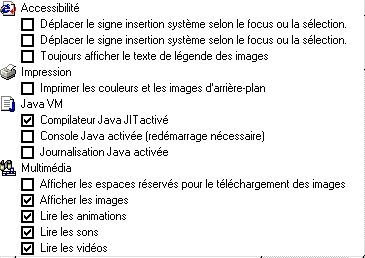 Accessibilité
Déplacer le signe insertion système selon le focus ou la sélection.
Déplacer le signe insertion système selon le focus ou la sélection.
Toujours afficher le texte de légende des images
Impression
Imprimer les couleurs et les images d'arrière-plan
Java VM
Compilateur Java JIT activé
Console Java activée (redémarrage nécessaire)
Journalisation Java activée
Multimédia
Afficher les espaces réservés pour le téléchargement des images
Afficher les images
Lire les animations
Lire les sons
Lire les vidéos